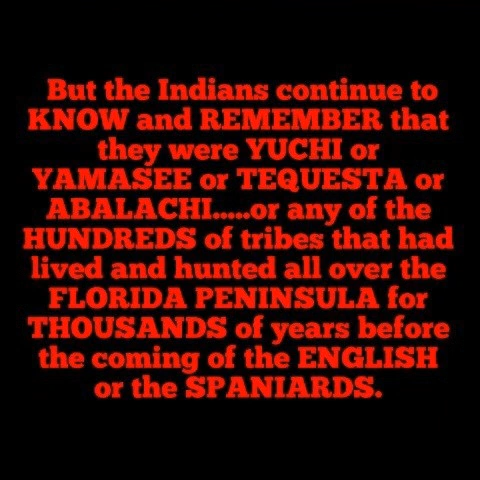 But the Indians continue to
KNOW and REMEMBER that
they were YUCHI or
YAMASEE or TEQUESTA or
ABALACHI.....or any of the
HUNDREDS of tribes that had
lived and hunted all over the
FLORIDA PENINSULA for
THOUSANDS of years before
the coming of the ENGLISH
or the SPANIARDS.